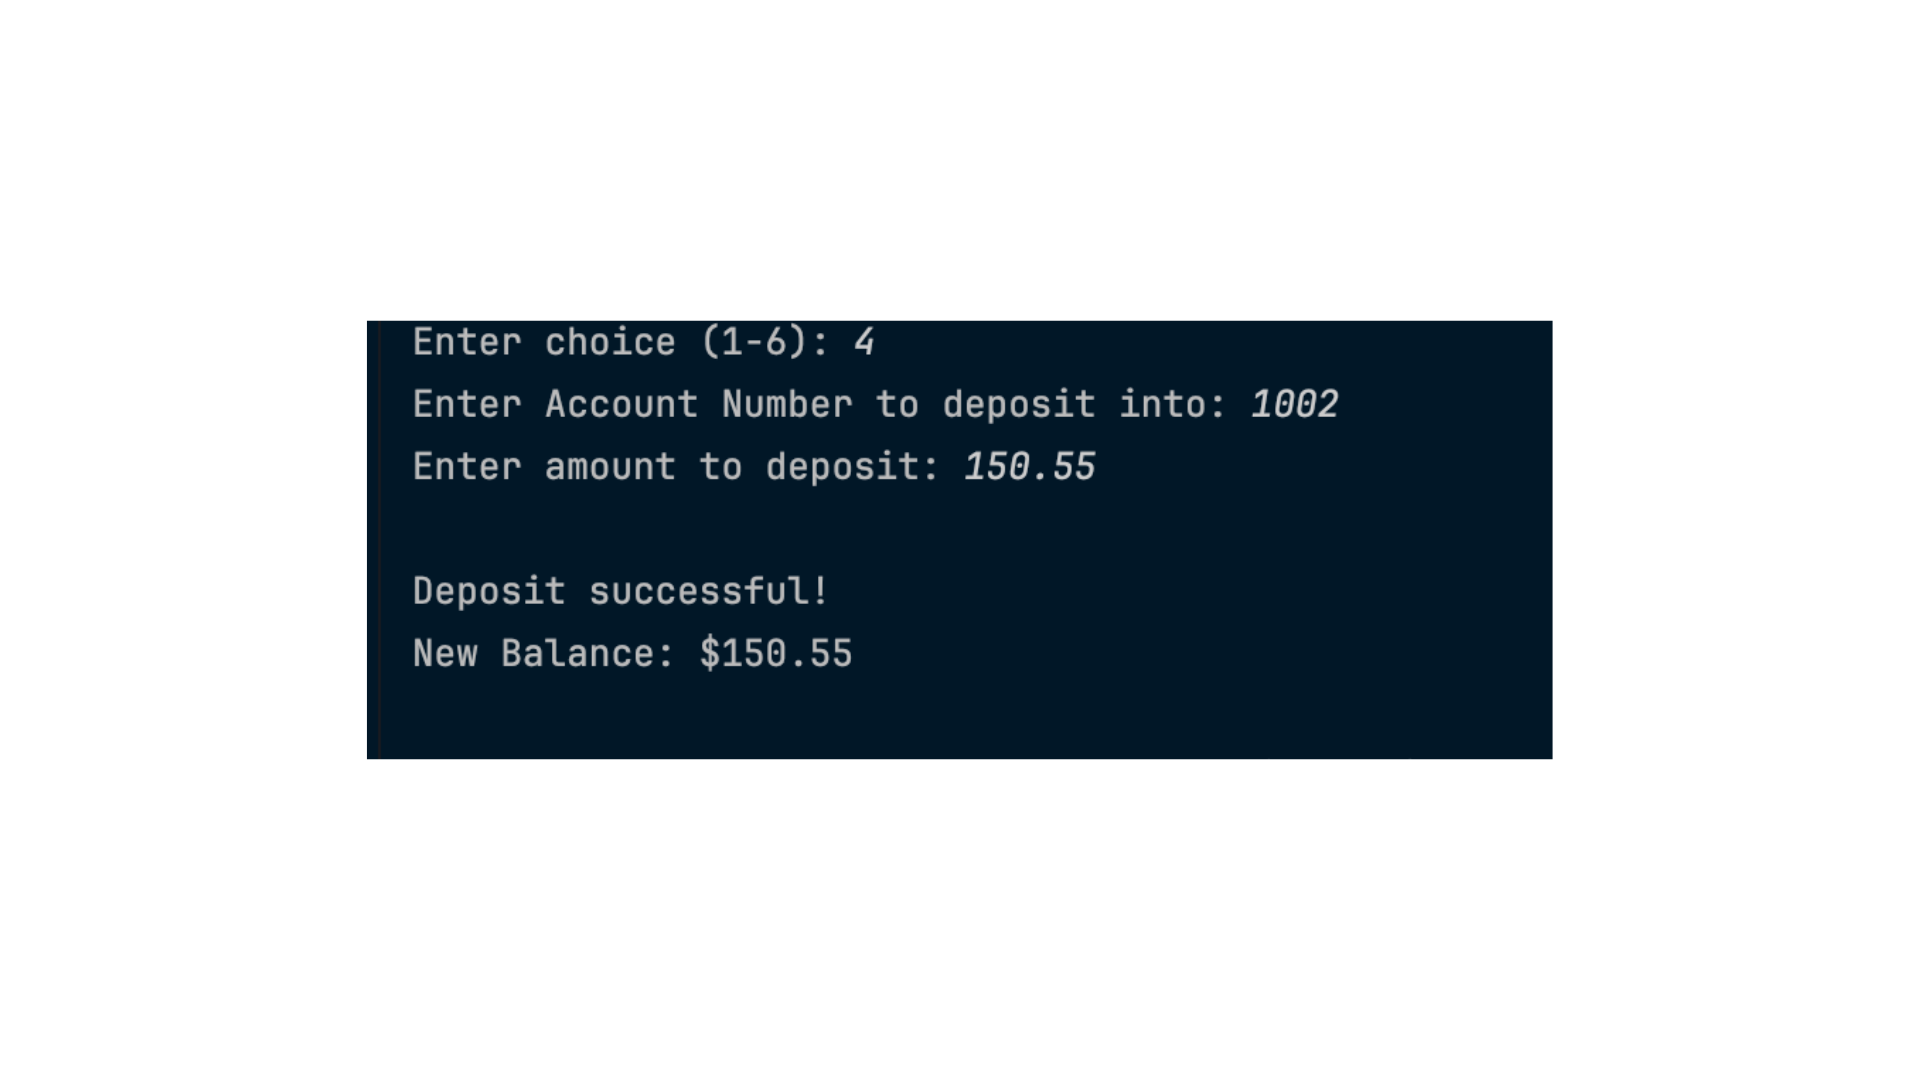 Enter choice (1-6): 4
Enter Account Number to deposit into: 1002
Enter amount to deposit: 150.55
Deposit successful!
New Balance: $150.55